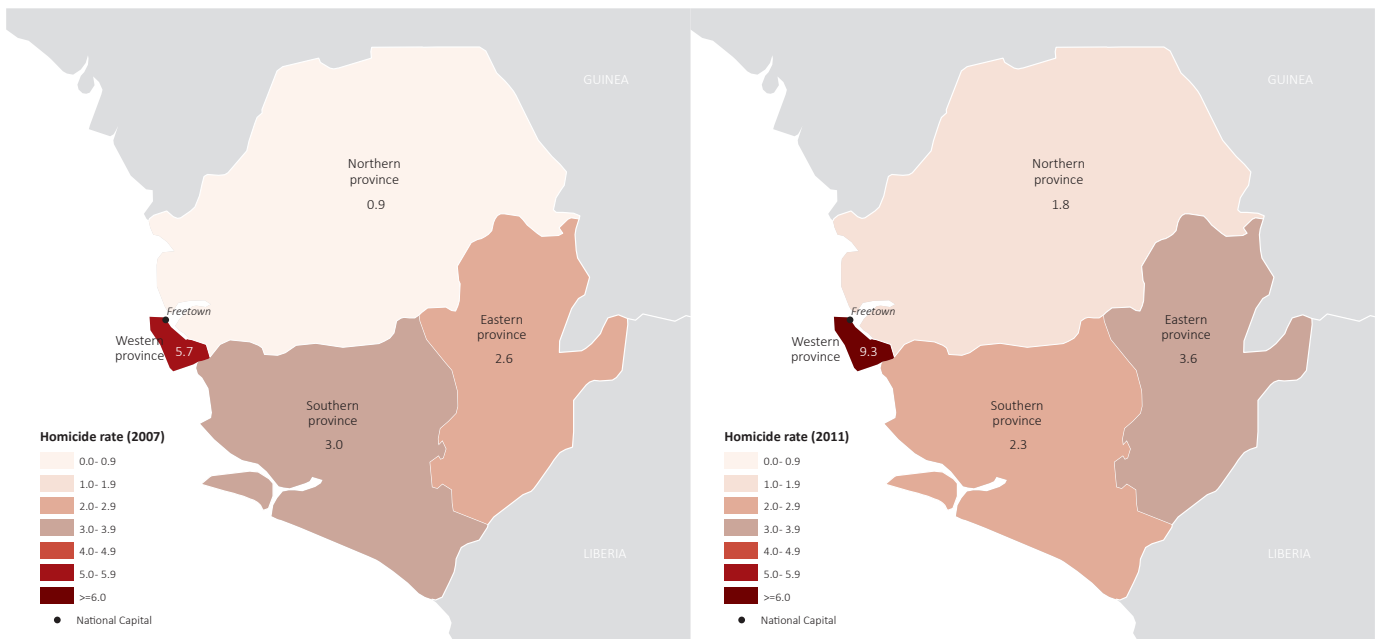 GUINEA
Northern
province
0.9
Freetown
Western
province
5.7
Eastern
province
2.6
Southern
province
3.0
Homicide rate (2007)
0.0- 0.9
1.0- 1.9
2.0- 2.9
3.0- 3.9
4.0- 4.9
5.0- 5.9
>=6.0
National Capital
LIBERIA
GUINEA
Northern
province
1.8
Freetown
Western
province
9.3
Eastern
province
3.6
Southern
province
2.3
Homicide rate (2011)
0.0- 0.9
1.0- 1.9
2.0- 2.9
3.0- 3.9
4.0- 4.9
5.0- 5.9
>=6.0
National Capital
LIBERIA